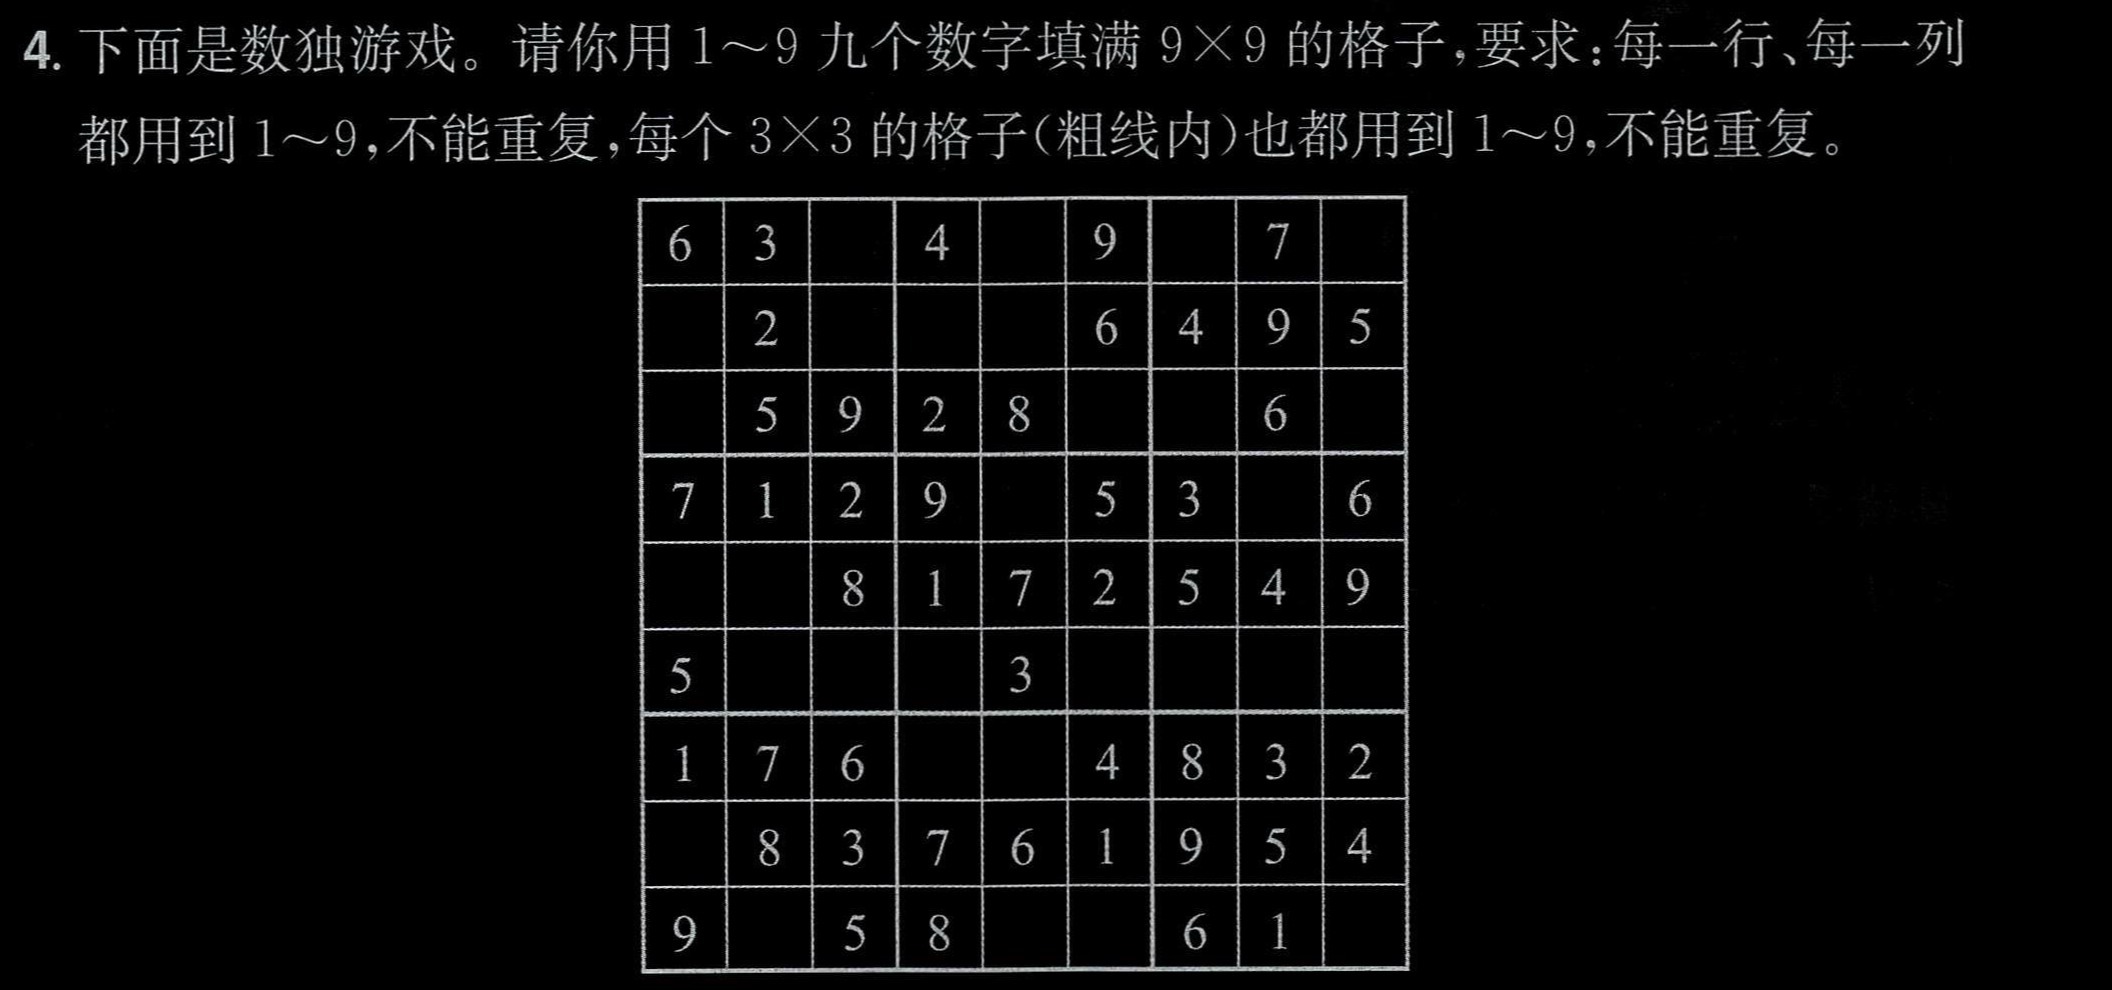 4. 下面是数独游戏。请你用 1～9 九个数字填满 9×9 的格子,要求:每一行、每一列
都用到 1～9,不能重复,每个 3×3 的格子(粗线内)也都用到 1～9,不能重复。
6 3 4 9 7
2 6 4 9 5
5 9 2 8 6
7 1 2 9 5 3 6
8 1 7 2 5 4 9
5 3
1 7 6 4 8 3 2
8 3 7 6 1 9 5 4
9 5 8 6 1